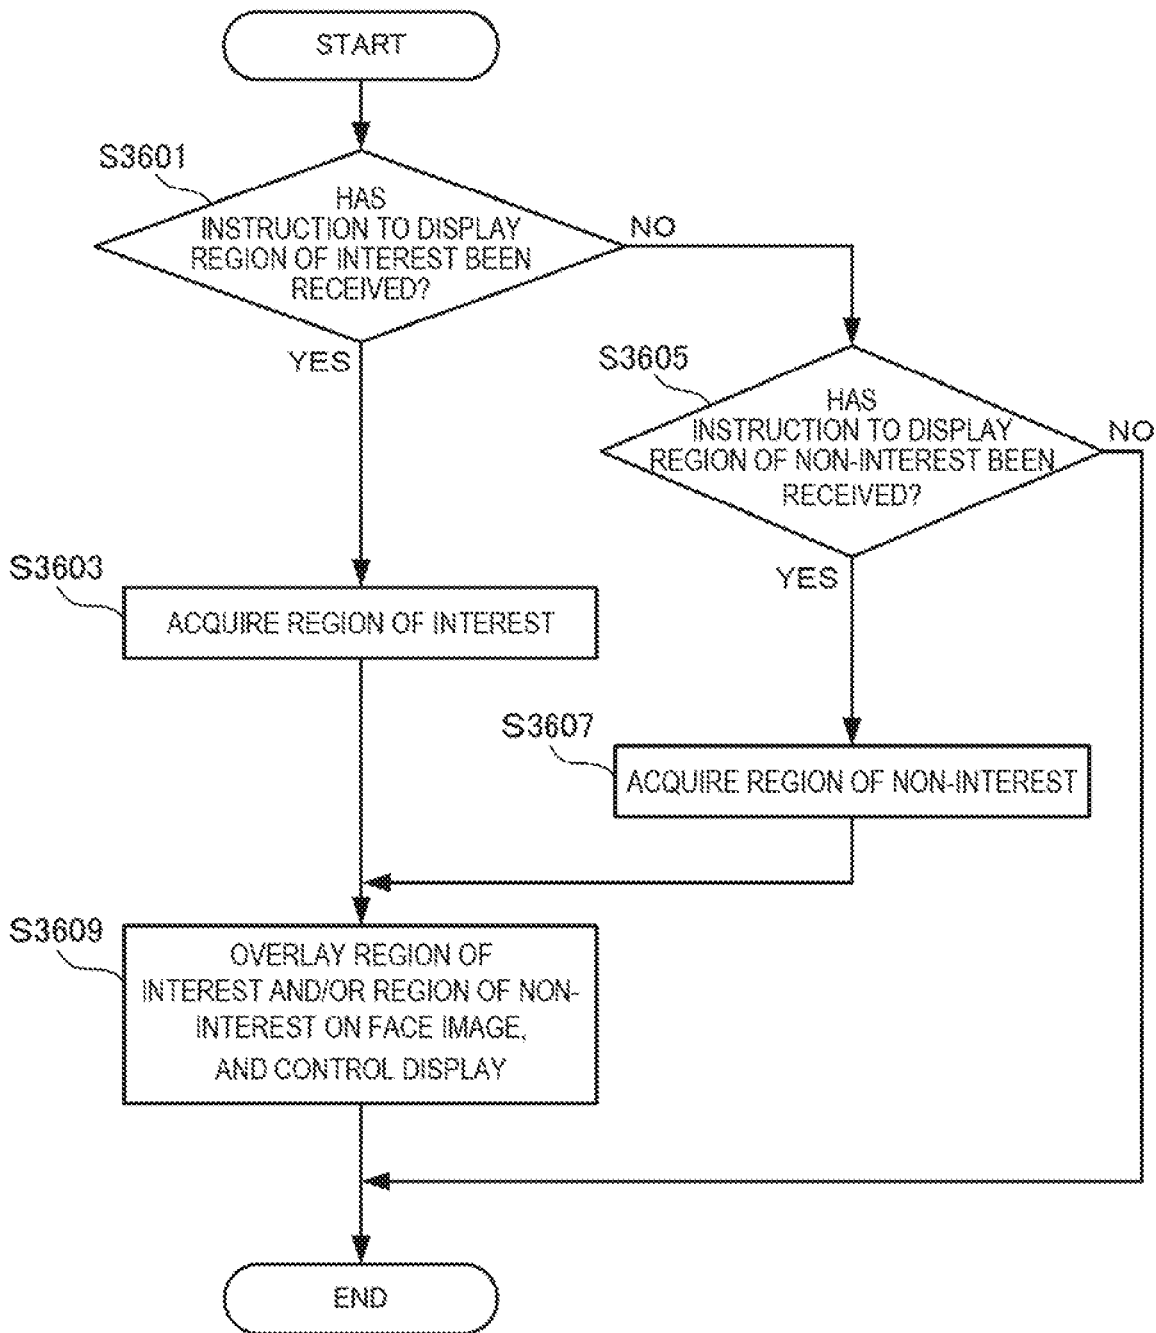 START
S3601
HAS
INSTRUCTION TO DISPLAY
REGION OF INTEREST BEEN
RECEIVED?
NO
YES
S3605
HAS
INSTRUCTION TO DISPLAY
REGION OF NON-INTEREST BEEN
RECEIVED?
NO
YES
S3603
ACQUIRE REGION OF INTEREST
S3607
ACQUIRE REGION OF NON-INTEREST
S3609
OVERLAY REGION OF
INTEREST AND/OR REGION OF NON-
INTEREST ON FACE IMAGE,
AND CONTROL DISPLAY
END